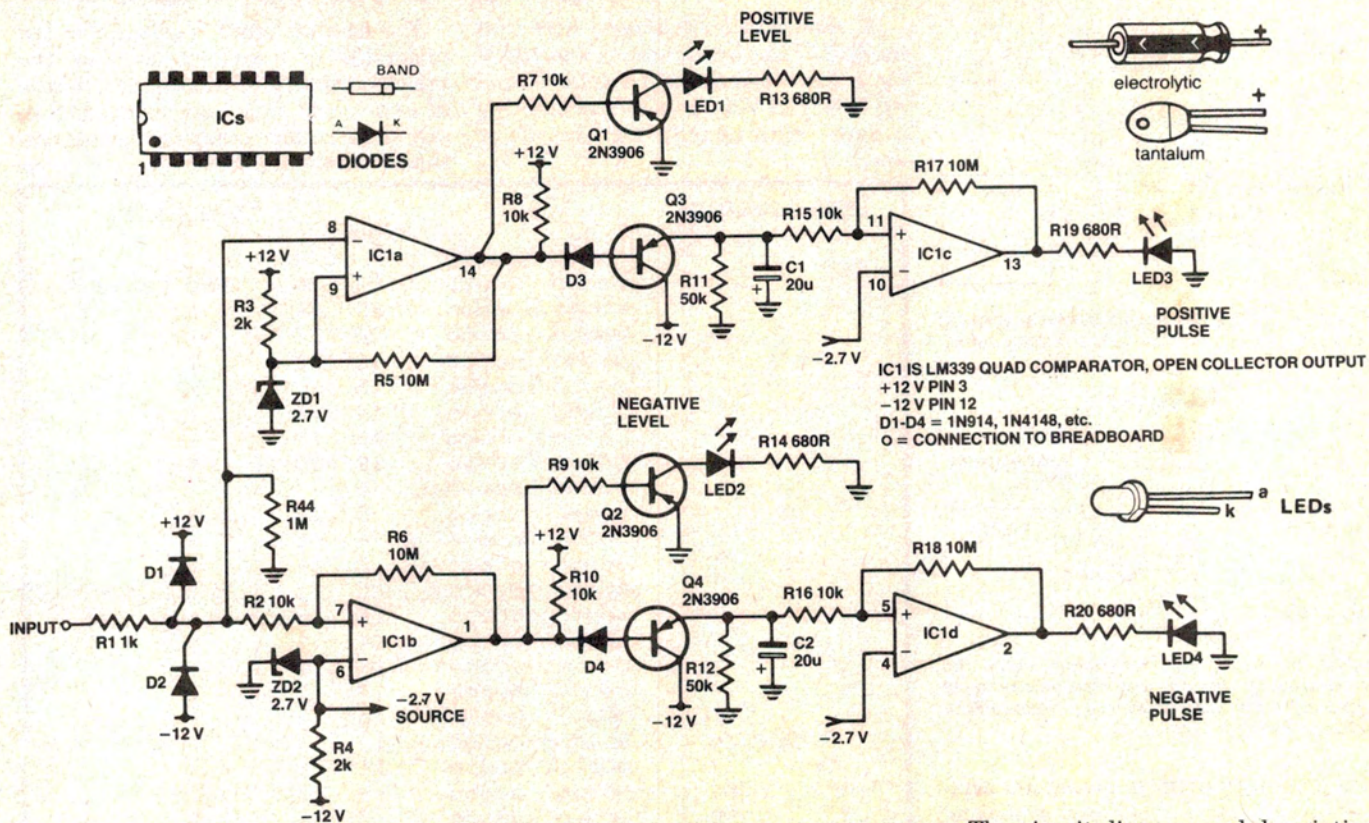 POSITIVE
LEVEL
BAND
ICs
1
A
K
DIODES
R7 10k
LED1
R13 680R
Q1
2N3906
+
electrolytic
+
tantalum
+12 V
R8
10k
Q3
2N3906
R17 10M
R15 10k
8
−
IC1a
+
9
14
D3
11
+
IC1c
−
10
13
R19 680R
LED3
+12 V
R3
2k
R11
50k
C1
20u
+
−12 V
−2.7 V
POSITIVE
PULSE
R5 10M
ZD1
2.7 V
IC1 IS LM339 QUAD COMPARATOR, OPEN COLLECTOR OUTPUT
+12 V PIN 3
−12 V PIN 12
D1-D4 = 1N914, 1N4148, etc.
O = CONNECTION TO BREADBOARD
NEGATIVE
LEVEL
R9 10k
LED2
R14 680R
Q2
2N3906
a
k
LEDs
R44
1M
+12 V
D1
R6
10M
+12 V
R10
10k
Q4
2N3906
R18 10M
R16 10k
INPUT
R1 1k
R2 10k
7
+
IC1b
−
6
1
D4
5
+
IC1d
−
4
2
R20 680R
LED4
D2
−12 V
ZD2
2.7 V
−2.7 V
SOURCE
R12
50k
C2
20u
+
−12 V
−2.7 V
NEGATIVE
PULSE
R4
2k
−12 V